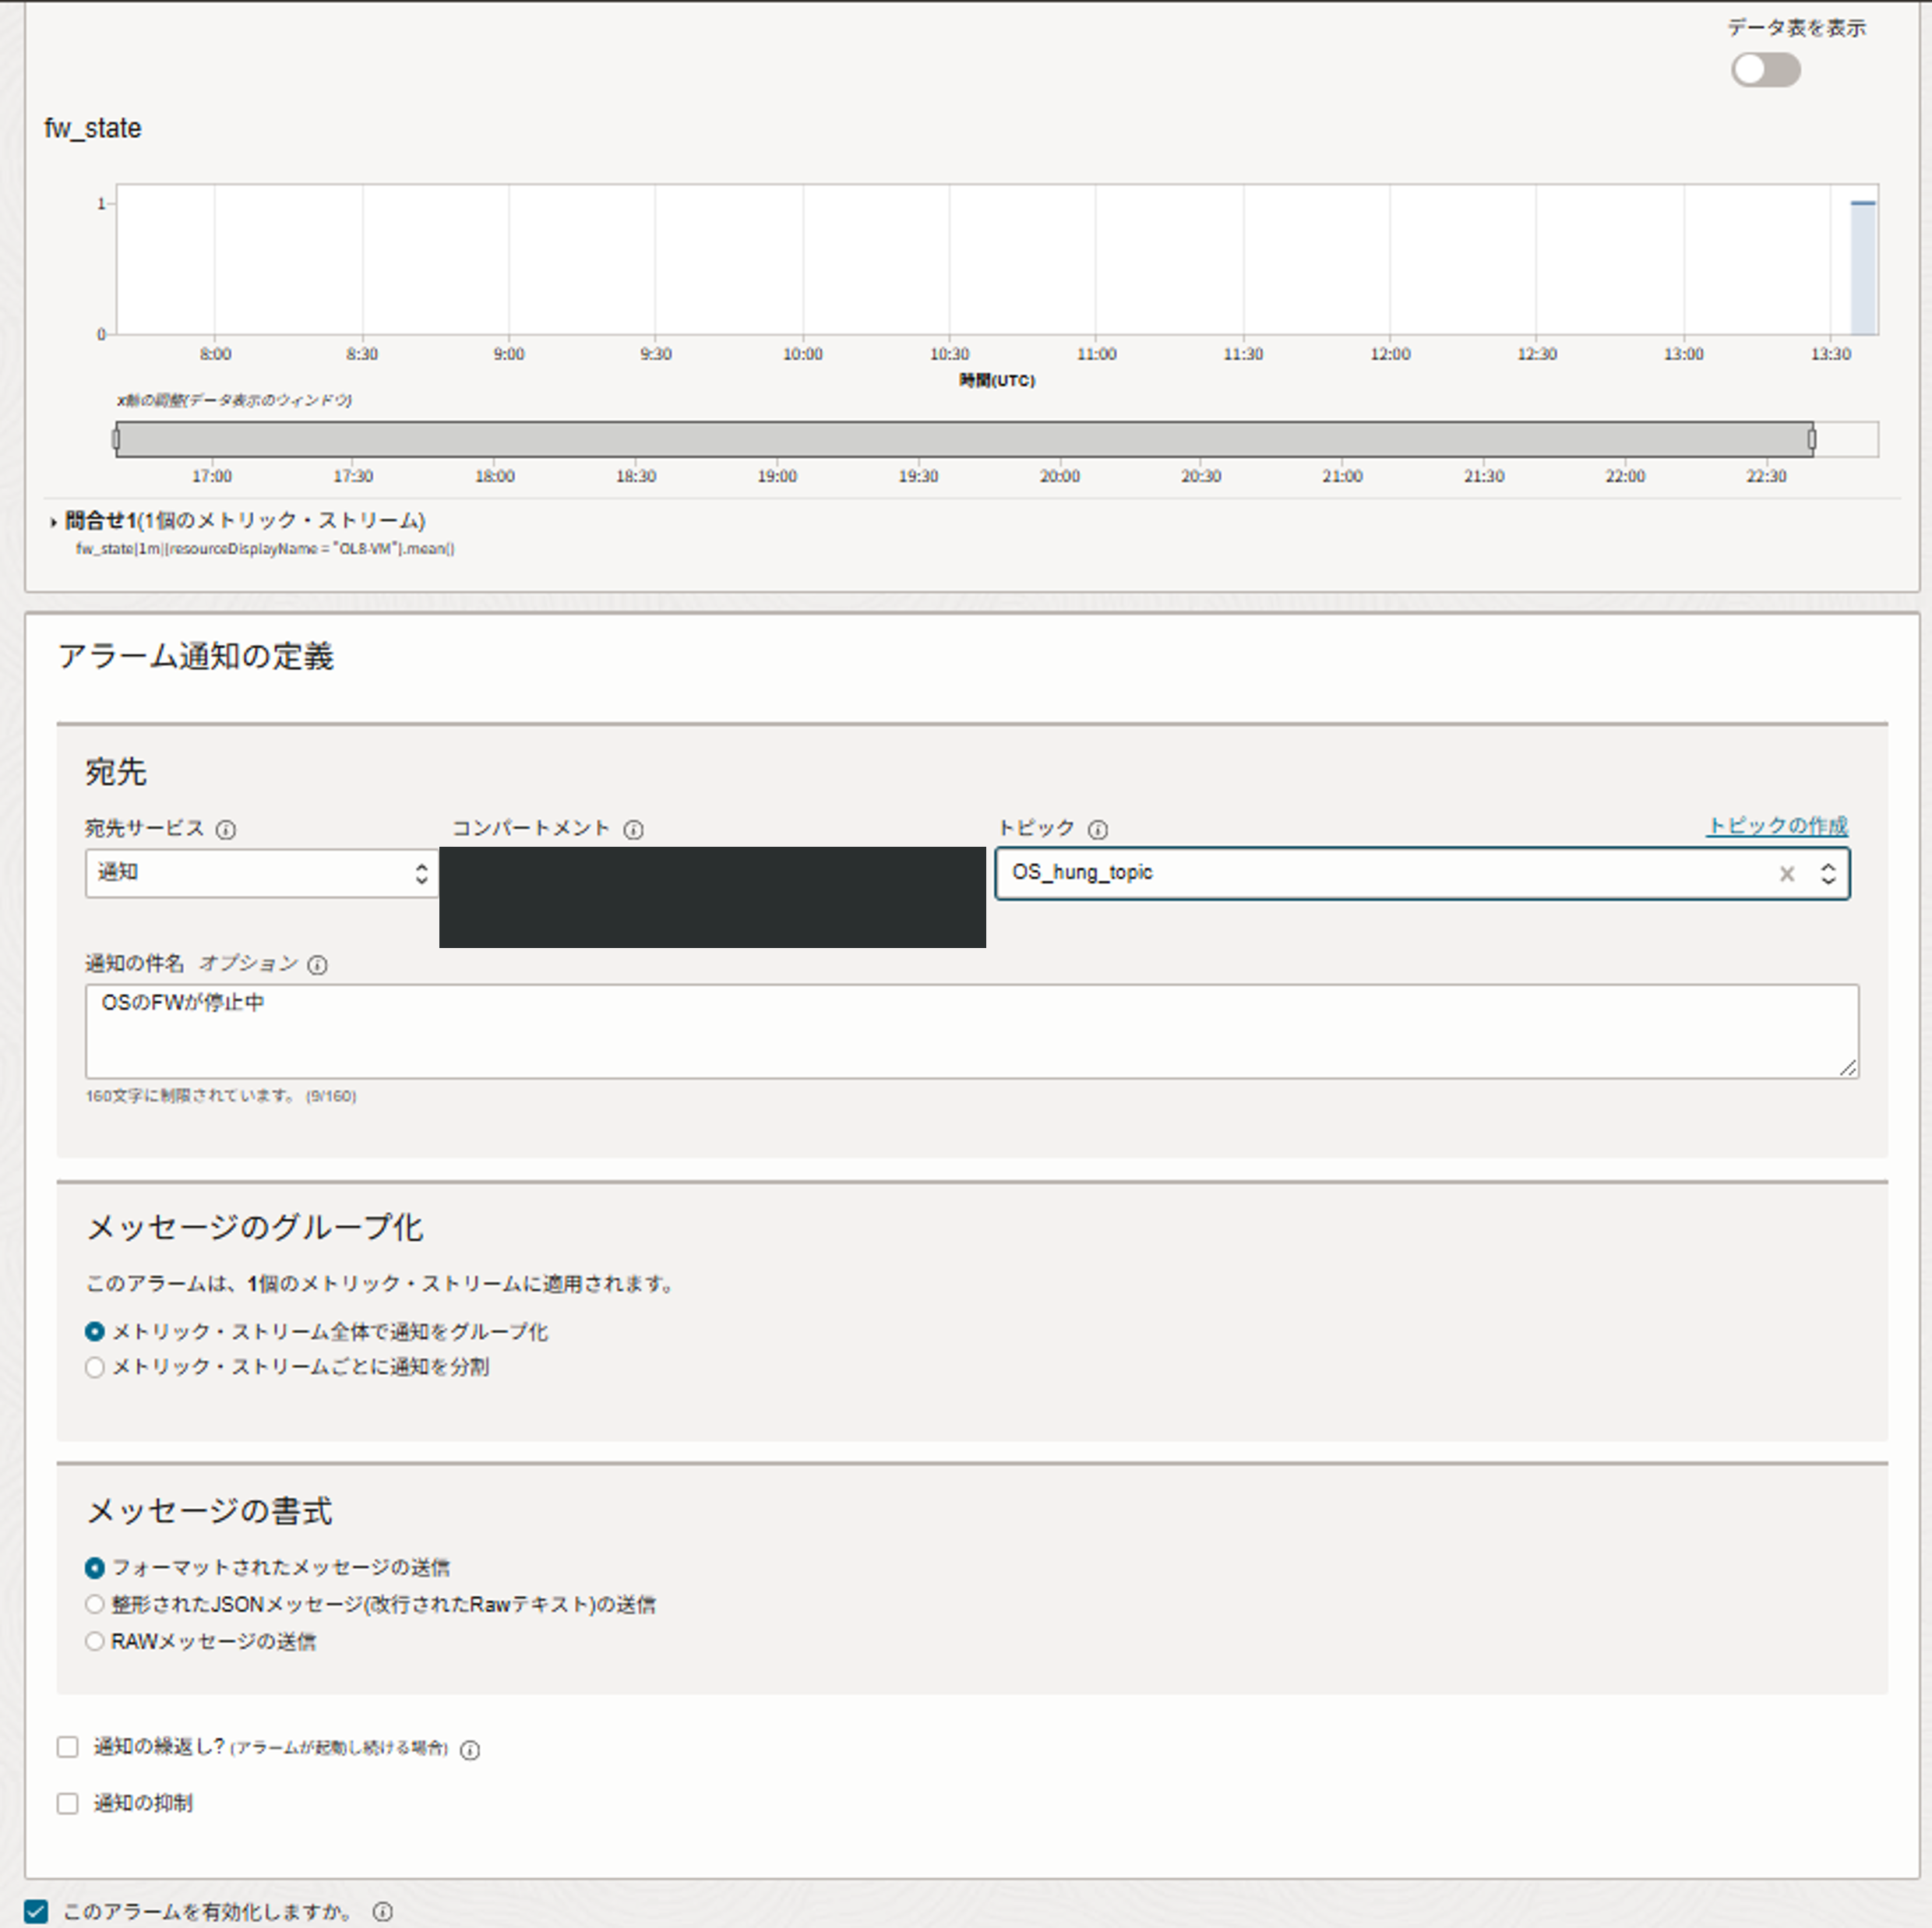 データ表を表示
fw_state
1
0
8:00 8:30 9:00 9:30 10:00 10:30 11:00 11:30 12:00 12:30 13:00 13:30
時間(UTC)
x軸の調整(データ表示のウィンドウ)
17:00 17:30 18:00 18:30 19:00 19:30 20:00 20:30 21:00 21:30 22:00 22:30
問合せ1(1個のメトリック・ストリーム)
fw_state[1m]{resourceDisplayName = "OL8-VM"}.mean()
アラーム通知の定義
宛先
宛先サービス コンパートメント トピック トピックの作成
通知 OS_hung_topic
通知の件名 オプション
OSのFWが停止中
160文字に制限されています。 (9/160)
メッセージのグループ化
このアラームは、1個のメトリック・ストリームに適用されます。
メトリック・ストリーム全体で通知をグループ化
メトリック・ストリームごとに通知を分割
メッセージの書式
フォーマットされたメッセージの送信
整形されたJSONメッセージ(改行されたRawテキスト)の送信
RAWメッセージの送信
通知の繰返し? (アラームが起動し続ける場合)
通知の抑制
このアラームを有効化しますか。